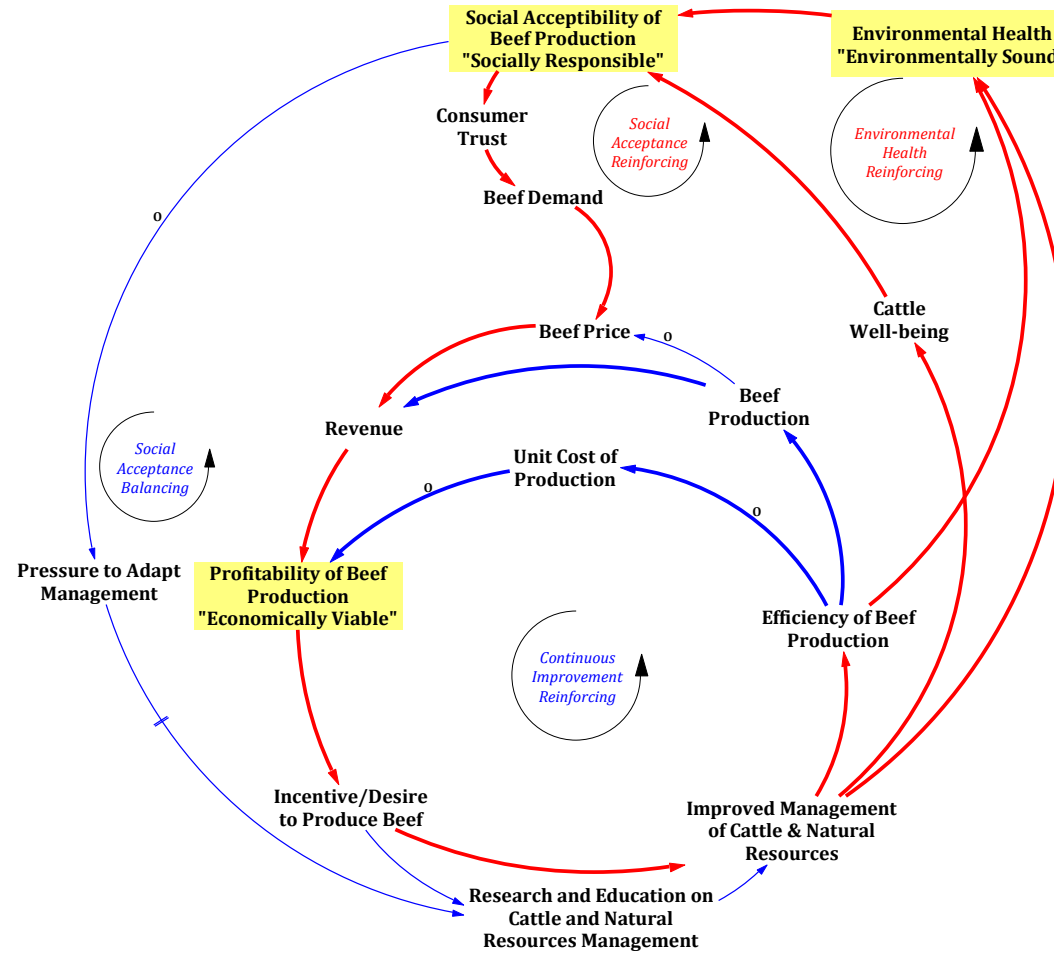 Social Acceptibility of
Beef Production
"Socially Responsible"
Environmental Health
"Environmentally Sound
Consumer
Trust
Social
Acceptance
Reinforcing
Environmental
Health
Reinforcing
Beef Demand
o
Cattle
Well-being
Beef Price
o
Beef
Production
Revenue
Social
Acceptance
Balancing
Unit Cost of
Production
o
o
Pressure to Adapt
Management
Profitability of Beef
Production
"Economically Viable"
Efficiency of Beef
Production
Continuous
Improvement
Reinforcing
Incentive/Desire
to Produce Beef
Improved Management
of Cattle & Natural
Resources
Research and Education on
Cattle and Natural
Resources Management